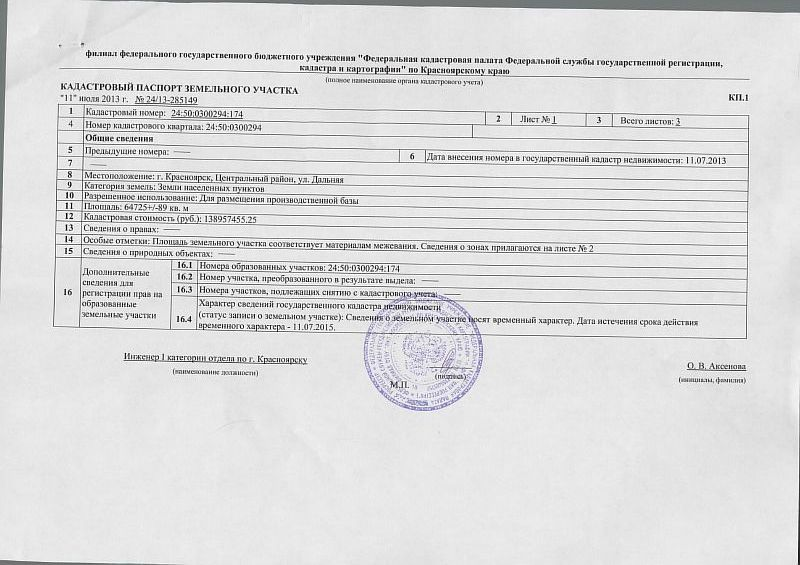 филиал федерального государственного бюджетного учреждения "Федеральная кадастровая палата Федеральной службы государственной регистрации,
кадастра и картографии" по Красноярскому краю
(полное наименование органа кадастрового учета)
КАДАСТРОВЫЙ ПАСПОРТ ЗЕМЕЛЬНОГО УЧАСТКА
"11" июля 2013 г. № 24/13-285149
КП.1
1 Кадастровый номер: 24:50:0300294:174 2 Лист № 1 3 Всего листов: 3
4 Номер кадастрового квартала: 24:50:0300294
Общие сведения
5 Предыдущие номера: —— 6 Дата внесения номера в государственный кадастр недвижимости: 11.07.2013
7 ——
8 Местоположение: г. Красноярск, Центральный район, ул. Дальная
9 Категория земель: Земли населенных пунктов
10 Разрешенное использование: Для размещения производственной базы
11 Площадь: 64725+/-89 кв. м
12 Кадастровая стоимость (руб.): 138957455.25
13 Сведения о правах: ——
14 Особые отметки: Площадь земельного участка соответствует материалам межевания. Сведения о зонах прилагаются на листе № 2
15 Сведения о природных объектах: ——
16 Дополнительные
сведения для
регистрации прав на
образованные
земельные участки
16.1 Номера образованных участков: 24:50:0300294:174
16.2 Номер участка, преобразованного в результате выдела: ——
16.3 Номера участков, подлежащих снятию с кадастрового учета:
16.4 Характер сведений государственного кадастра недвижимости
(статус записи о земельном участке): Сведения о земельном участке носят временный характер. Дата истечения срока действия
временного характера - 11.07.2015.
Инженер I категории отдела по г. Красноярску
(наименование должности)
М.П.
(подпись)
О. В. Аксенова
(инициалы, фамилия)